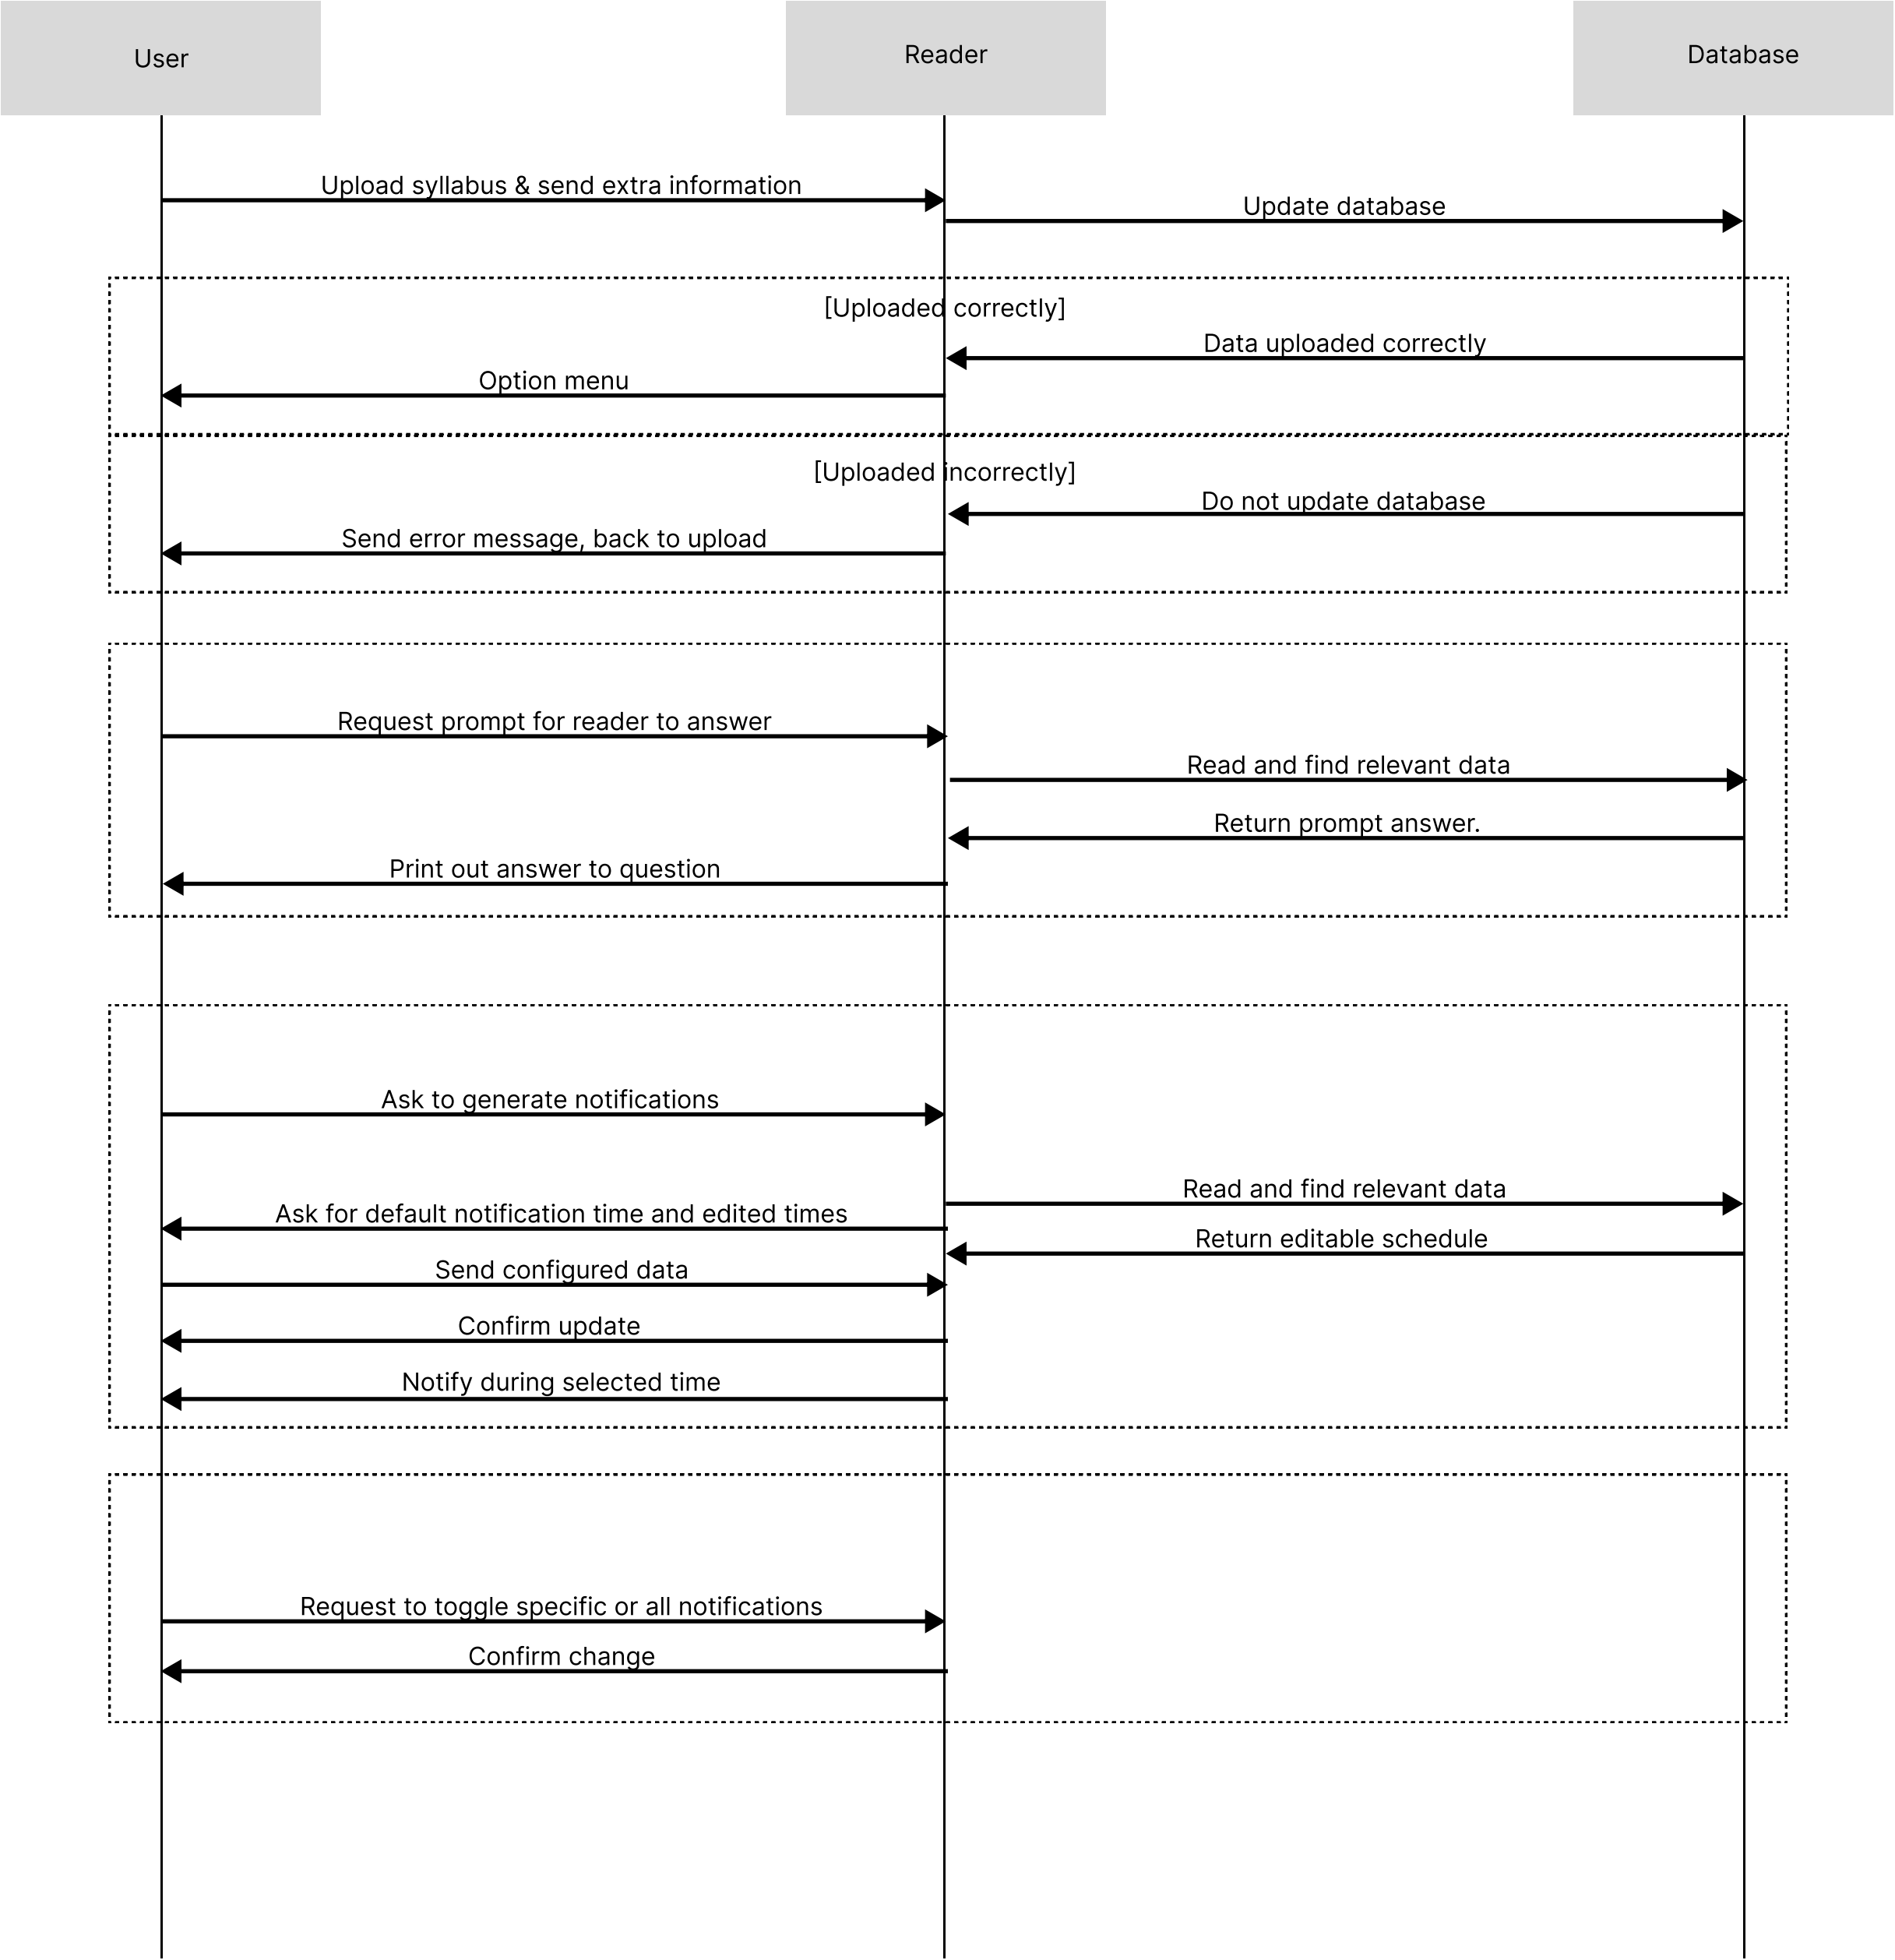 User
Reader
Database
Upload syllabus & send extra information
Update database
[Uploaded correctly]
Data uploaded correctly
Option menu
[Uploaded incorrectly]
Do not update database
Send error message, back to upload
Request prompt for reader to answer
Read and find relevant data
Return prompt answer.
Print out answer to question
Ask to generate notifications
Read and find relevant data
Ask for default notification time and edited times
Return editable schedule
Send configured data
Confirm update
Notify during selected time
Request to toggle specific or all notifications
Confirm change